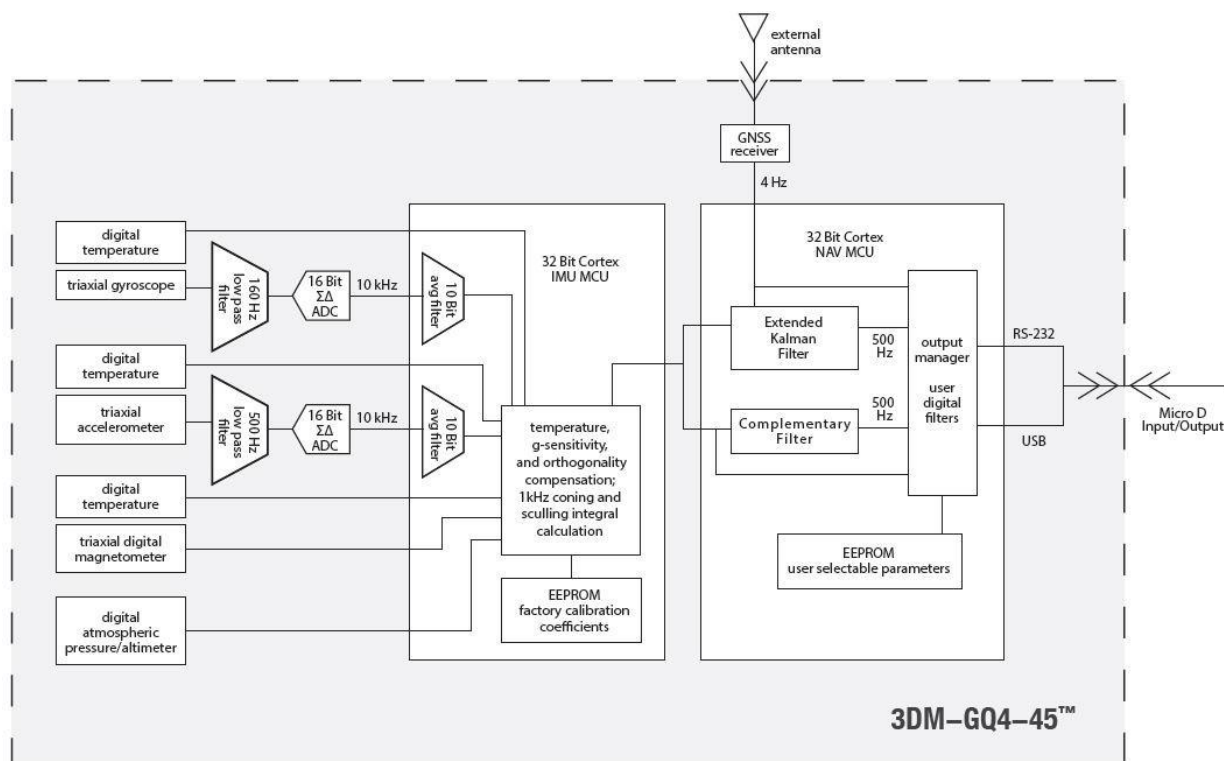 external
antenna
GNSS
receiver
4 Hz
digital
temperature
triaxial gyroscope
160 Hz
low pass
filter
16 Bit
ΣΔ
ADC
10 kHz
10 Bit
avg filter
32 Bit Cortex
IMU MCU
digital
temperature
triaxial
accelerometer
500 Hz
low pass
filter
16 Bit
ΣΔ
ADC
10 kHz
10 Bit
avg filter
digital
temperature
triaxial digital
magnetometer
digital
atmospheric
pressure/altimeter
temperature,
g-sensitivity,
and orthogonality
compensation;
1kHz coning and
sculling integral
calculation
EEPROM
factory calibration
coefficients
32 Bit Cortex
NAV MCU
Extended
Kalman
Filter
500
Hz
Complementary
Filter
500
Hz
output
manager
user
digital
filters
EEPROM
user selectable parameters
RS-232
USB
Micro D
Input/Output
3DM–GQ4–45™